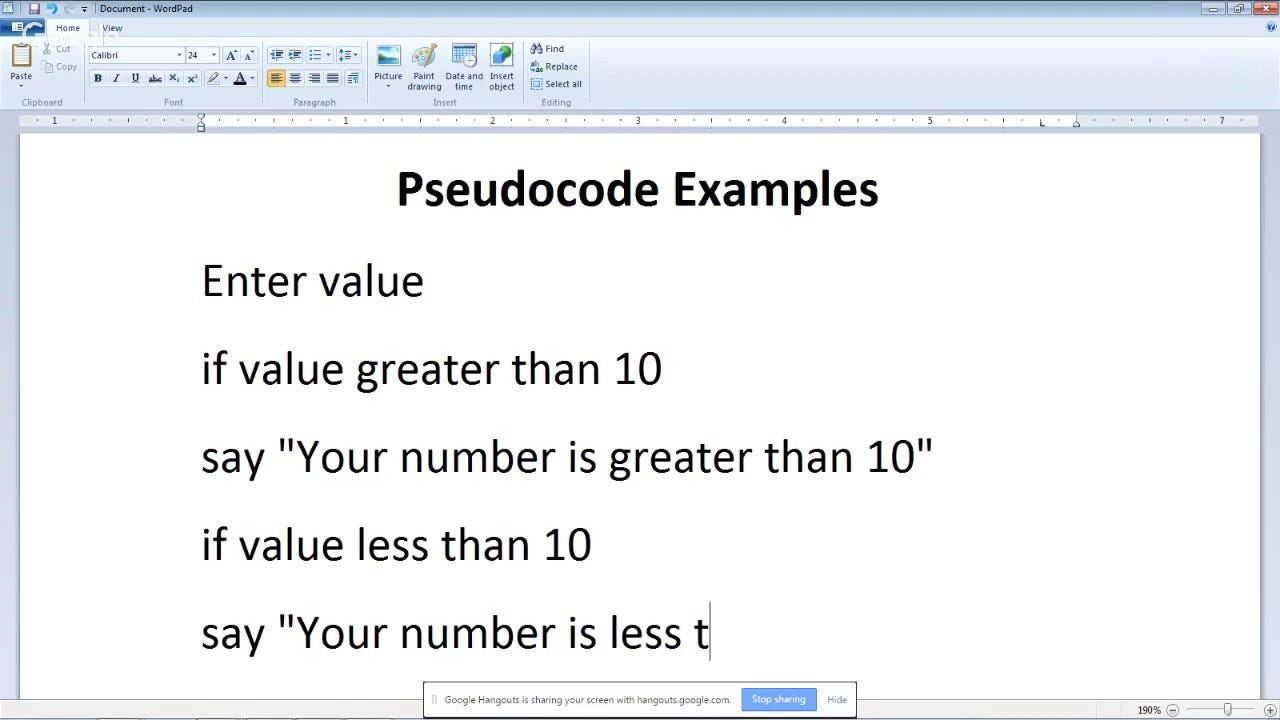 Document - WordPad
Home View
Paste
Cut
Copy
Clipboard
Calibri 24
B I U abc X₂ X²
Font
Paragraph
Picture
Paint drawing
Date and time
Insert object
Insert
Find
Replace
Select all
Editing
1 1 2 3 4 5 7
Pseudocode Examples
Enter value
if value greater than 10
say "Your number is greater than 10"
if value less than 10
say "Your number is less t
Google Hangouts is sharing your screen with hangouts.google.com. Stop sharing Hide
190%